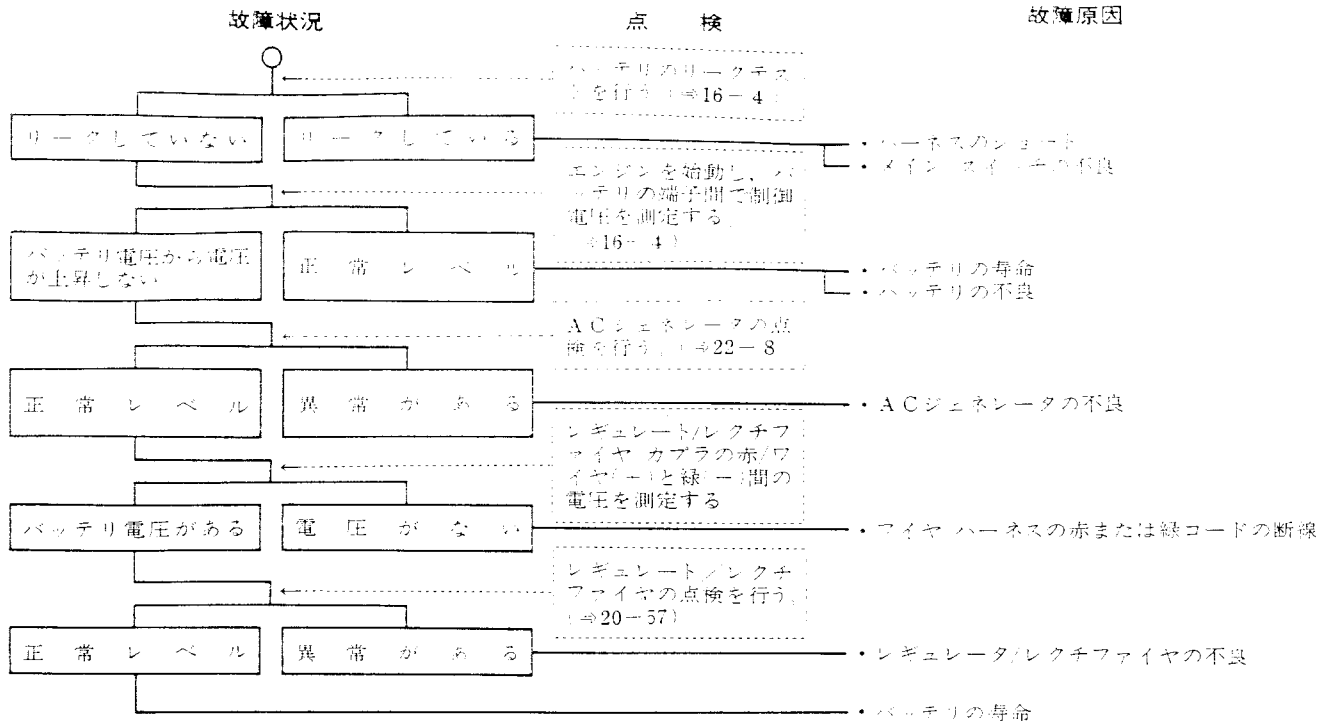 故障状況
点 検
故障原因
バッテリのリークテス
トを行う (⇒16－4)
リークしていない
リークしている
・ハーネスのショート
・メイン スイッチの不良
エンジンを始動し、バ
ッテリの端子間で制御
電圧を測定する
⇒16－4)
バッテリ電圧から電圧
が上昇しない
正常レベル
・バッテリの寿命
・バッテリの不良
ACジェネレータの点
検を行う。(⇒22－8
正常レベル
異常がある
・ACジェネレータの不良
レギュレート/レクチフ
ァイヤ カプラの赤/ワ
イヤ(－)と緑(－)間の
電圧を測定する
バッテリ電圧がある
電圧がない
・ワイヤ ハーネスの赤または緑コードの断線
レギュレート／レクチ
ファイヤの点検を行う。
(⇒20－57)
正常レベル
異常がある
・レギュレータ/レクチファイヤの不良
・バッテリの寿命